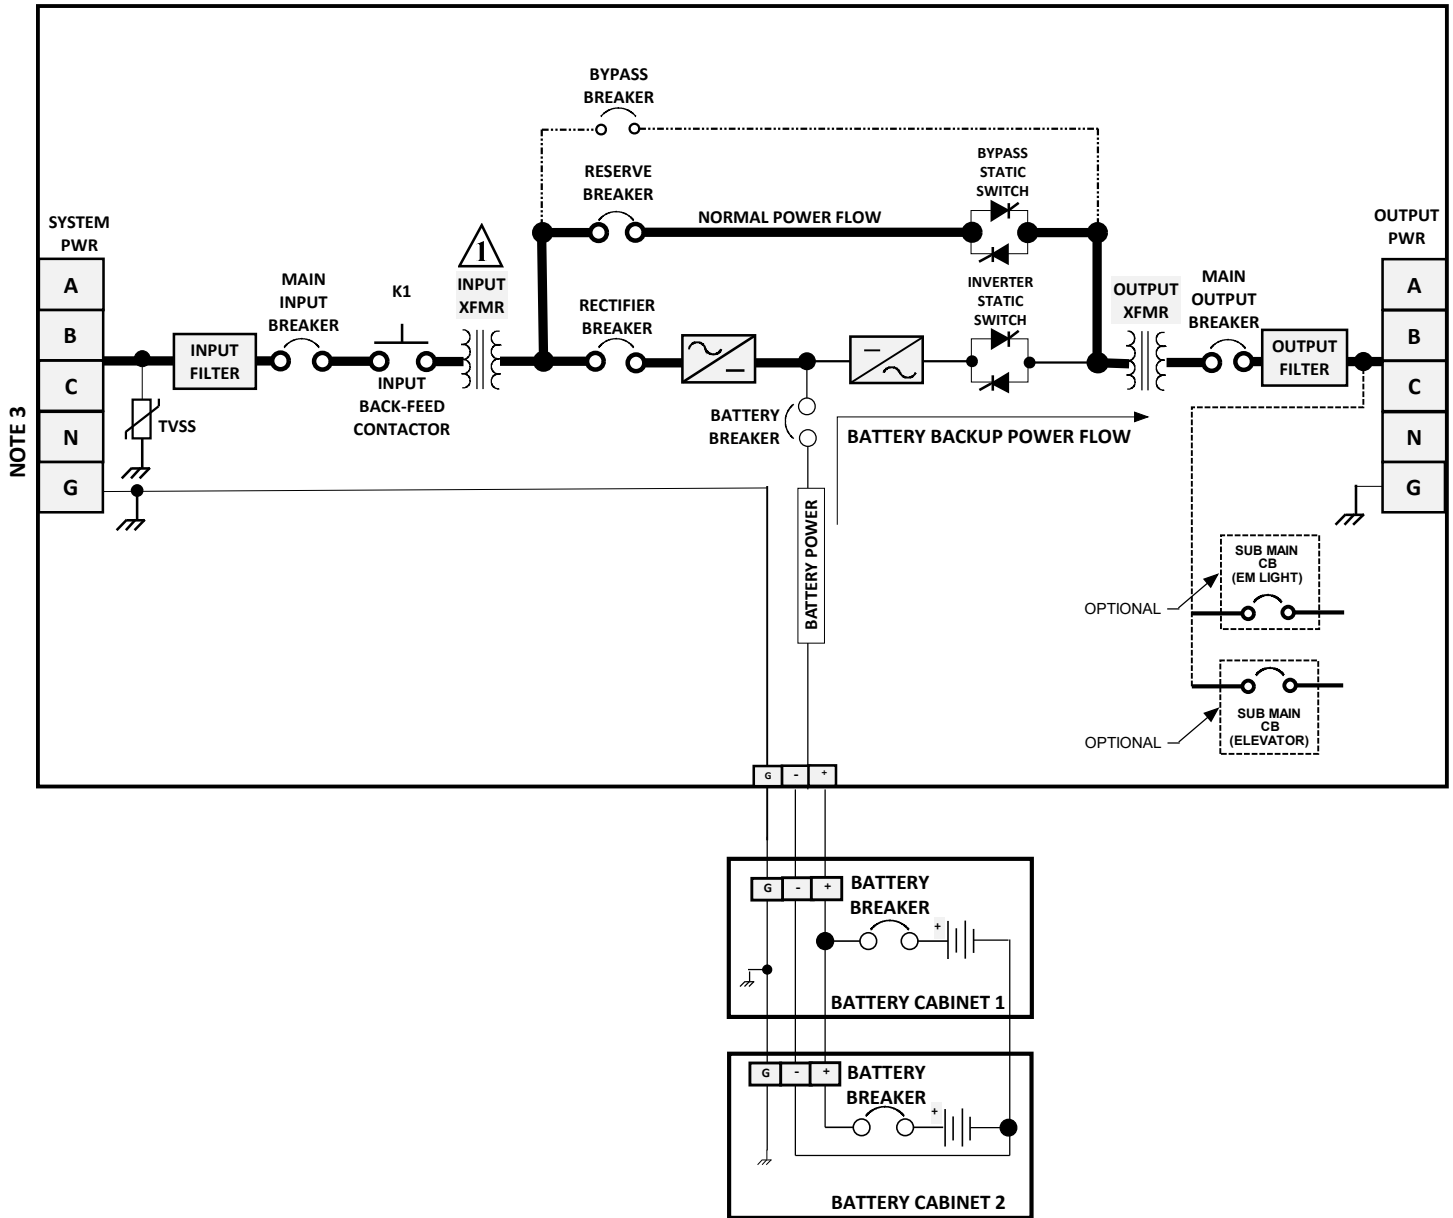 BYPASS
BREAKER
BYPASS
STATIC
SWITCH
RESERVE
BREAKER
NORMAL POWER FLOW
SYSTEM
PWR
OUTPUT
PWR
1
INPUT
XFMR
MAIN
INPUT
BREAKER
K1
RECTIFIER
BREAKER
INVERTER
STATIC
SWITCH
OUTPUT
XFMR
MAIN
OUTPUT
BREAKER
A
B
C
N
G
A
B
C
N
G
INPUT
FILTER
OUTPUT
FILTER
INPUT
BACK-FEED
CONTACTOR
TVSS
NOTE 3
BATTERY
BREAKER
BATTERY BACKUP POWER FLOW
BATTERY POWER
SUB MAIN
CB
(EM LIGHT)
OPTIONAL
SUB MAIN
CB
(ELEVATOR)
OPTIONAL
G - +
G - +
BATTERY
BREAKER
+
BATTERY CABINET 1
G - +
BATTERY
BREAKER
+
BATTERY CABINET 2